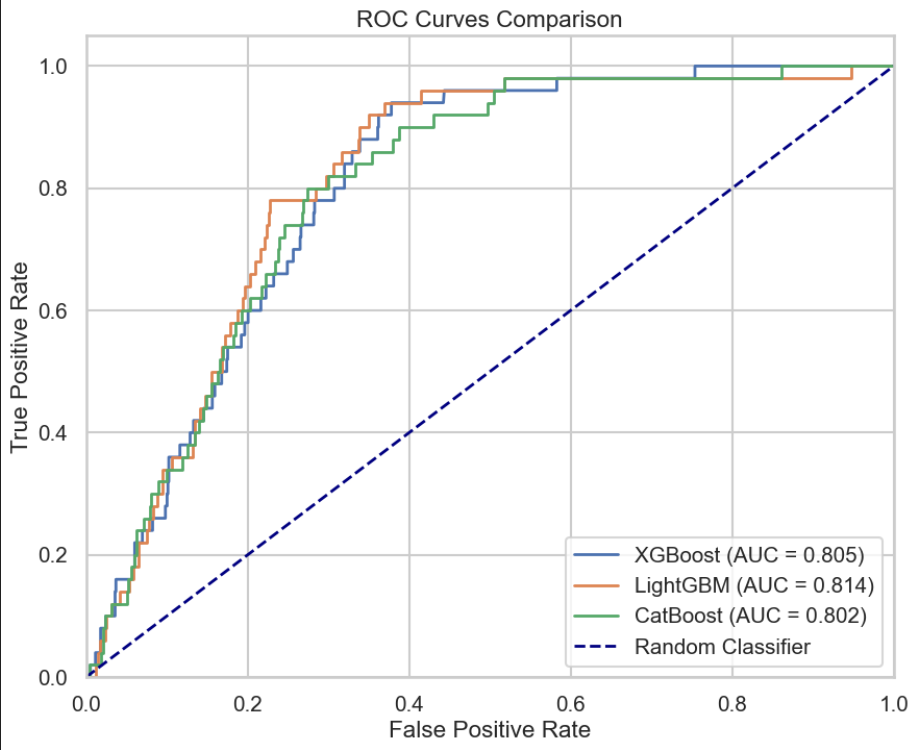 ROC Curves Comparison
True Positive Rate
1.0
0.8
0.6
0.4
0.2
0.0
XGBoost (AUC = 0.805)
LightGBM (AUC = 0.814)
CatBoost (AUC = 0.802)
Random Classifier
0.0 0.2 0.4 0.6 0.8 1.0
False Positive Rate